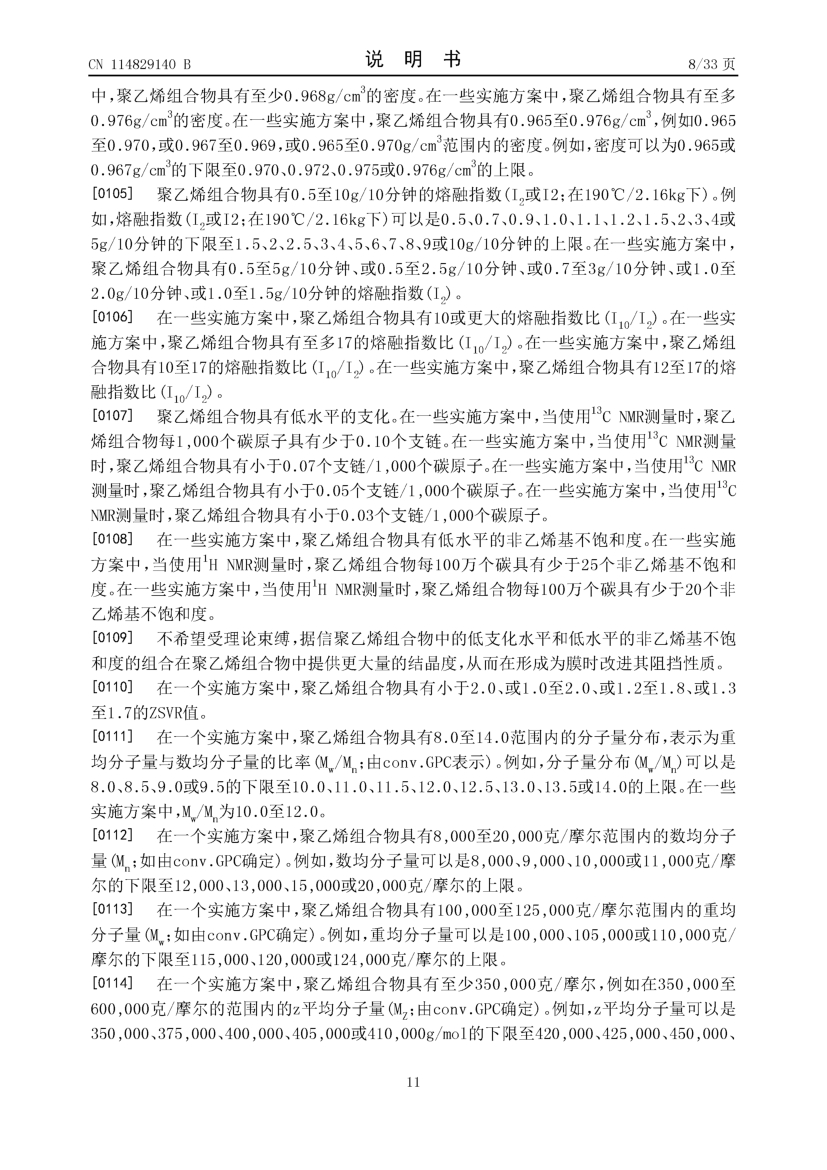 CN 114829140 B
说 明 书
8/33 页
中,聚乙烯组合物具有至少0.968g/cm³的密度。在一些实施方案中,聚乙烯组合物具有至多
0.976g/cm³的密度。在一些实施方案中,聚乙烯组合物具有0.965至0.976g/cm³,例如0.965
至0.970,或0.967至0.969,或0.965至0.970g/cm³范围内的密度。例如,密度可以为0.965或
0.967g/cm³的下限至0.970、0.972、0.975或0.976g/cm³的上限。
[0105] 聚乙烯组合物具有0.5至10g/10分钟的熔融指数(I₂或I2;在190℃/2.16kg下)。例
如,熔融指数(I₂或I2;在190℃/2.16kg下)可以是0.5、0.7、0.9、1.0、1.1、1.2、1.5、2、3、4或
5g/10分钟的下限至1.5、2、2.5、3、4、5、6、7、8、9或10g/10分钟的上限。在一些实施方案中,
聚乙烯组合物具有0.5至5g/10分钟、或0.5至2.5g/10分钟、或0.7至3g/10分钟、或1.0至
2.0g/10分钟、或1.0至1.5g/10分钟的熔融指数(I₂)。
[0106] 在一些实施方案中,聚乙烯组合物具有10或更大的熔融指数比(I₁₀/I₂)。在一些实
施方案中,聚乙烯组合物具有至多17的熔融指数比(I₁₀/I₂)。在一些实施方案中,聚乙烯组
合物具有10至17的熔融指数比(I₁₀/I₂)。在一些实施方案中,聚乙烯组合物具有12至17的熔
融指数比(I₁₀/I₂)。
[0107] 聚乙烯组合物具有低水平的支化。在一些实施方案中,当使用¹³C NMR测量时,聚乙
烯组合物每1,000个碳原子具有少于0.10个支链。在一些实施方案中,当使用¹³C NMR测量
时,聚乙烯组合物具有小于0.07个支链/1,000个碳原子。在一些实施方案中,当使用¹³C NMR
测量时,聚乙烯组合物具有小于0.05个支链/1,000个碳原子。在一些实施方案中,当使用¹³C
NMR测量时,聚乙烯组合物具有小于0.03个支链/1,000个碳原子。
[0108] 在一些实施方案中,聚乙烯组合物具有低水平的非乙烯基不饱和度。在一些实施
方案中,当使用¹H NMR测量时,聚乙烯组合物每100万个碳具有少于25个非乙烯基不饱和
度。在一些实施方案中,当使用¹H NMR测量时,聚乙烯组合物每100万个碳具有少于20个非
乙烯基不饱和度。
[0109] 不希望受理论束缚,据信聚乙烯组合物中的低支化水平和低水平的非乙烯基不饱
和度的组合在聚乙烯组合物中提供更大量的结晶度,从而在形成为膜时改进其阻挡性质。
[0110] 在一个实施方案中,聚乙烯组合物具有小于2.0、或1.0至2.0、或1.2至1.8、或1.3
至1.7的ZSVR值。
[0111] 在一个实施方案中,聚乙烯组合物具有8.0至14.0范围内的分子量分布,表示为重
均分子量与数均分子量的比率(M_w/M_n;由conv.GPC表示)。例如,分子量分布(M_w/M_n)可以是
8.0、8.5、9.0或9.5的下限至10.0、11.0、11.5、12.0、12.5、13.0、13.5或14.0的上限。在一些
实施方案中,M_w/M_n为10.0至12.0。
[0112] 在一个实施方案中,聚乙烯组合物具有8,000至20,000克/摩尔范围内的数均分子
量(M_n;如由conv.GPC确定)。例如,数均分子量可以是8,000、9,000、10,000或11,000克/摩
尔的下限至12,000、13,000、15,000或20,000克/摩尔的上限。
[0113] 在一个实施方案中,聚乙烯组合物具有100,000至125,000克/摩尔范围内的重均
分子量(M_w;如由conv.GPC确定)。例如,重均分子量可以是100,000、105,000或110,000克/
摩尔的下限至115,000、120,000或124,000克/摩尔的上限。
[0114] 在一个实施方案中,聚乙烯组合物具有至少350,000克/摩尔,例如在350,000至
600,000克/摩尔的范围内的z平均分子量(M_Z;由conv.GPC确定)。例如,z平均分子量可以是
350,000、375,000、400,000、405,000或410,000g/mol的下限至420,000、425,000、450,000、
11